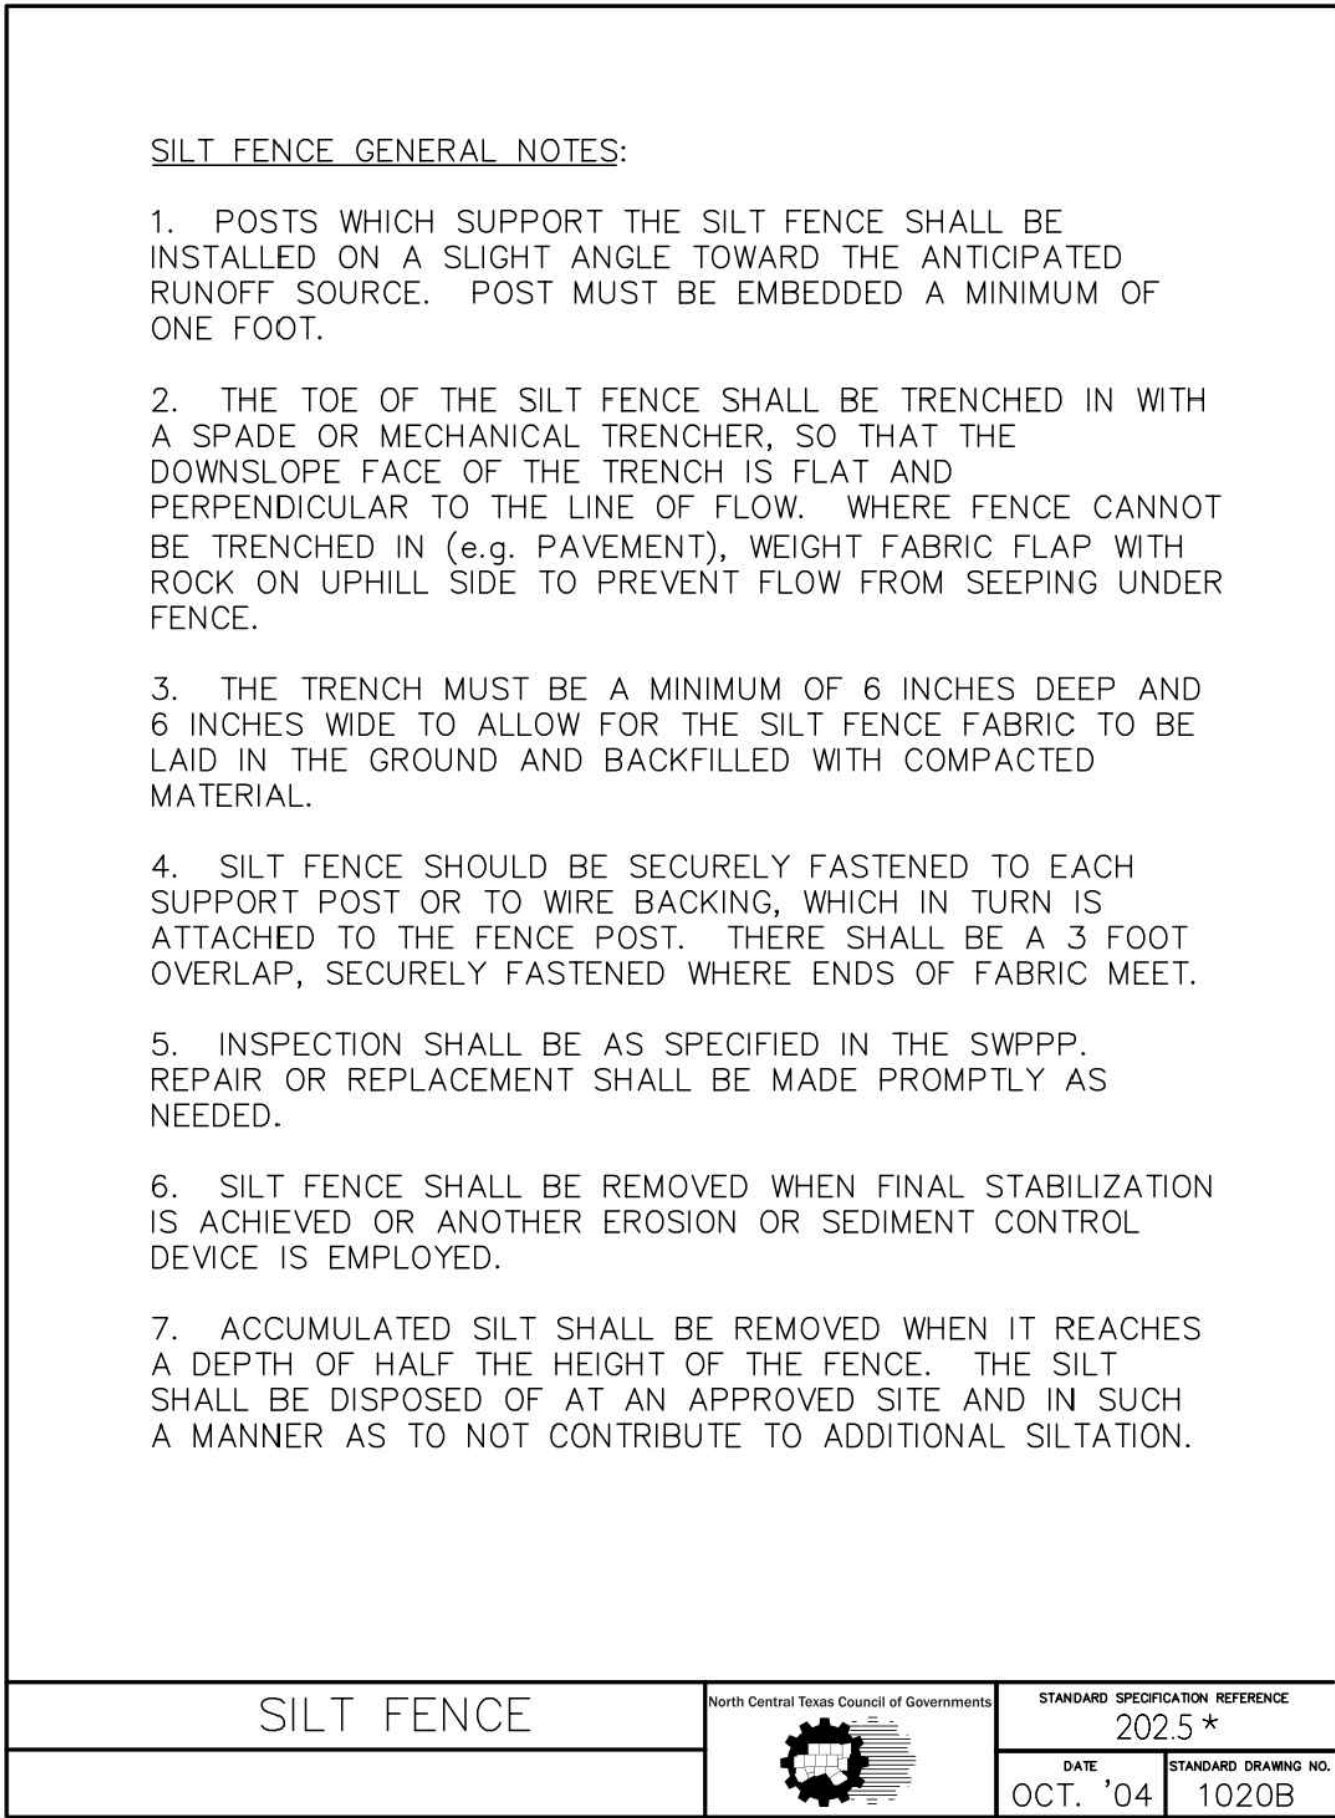 SILT FENCE GENERAL NOTES:
1. POSTS WHICH SUPPORT THE SILT FENCE SHALL BE
INSTALLED ON A SLIGHT ANGLE TOWARD THE ANTICIPATED
RUNOFF SOURCE. POST MUST BE EMBEDDED A MINIMUM OF
ONE FOOT.
2. THE TOE OF THE SILT FENCE SHALL BE TRENCHED IN WITH
A SPADE OR MECHANICAL TRENCHER, SO THAT THE
DOWNSLOPE FACE OF THE TRENCH IS FLAT AND
PERPENDICULAR TO THE LINE OF FLOW. WHERE FENCE CANNOT
BE TRENCHED IN (e.g. PAVEMENT), WEIGHT FABRIC FLAP WITH
ROCK ON UPHILL SIDE TO PREVENT FLOW FROM SEEPING UNDER
FENCE.
3. THE TRENCH MUST BE A MINIMUM OF 6 INCHES DEEP AND
6 INCHES WIDE TO ALLOW FOR THE SILT FENCE FABRIC TO BE
LAID IN THE GROUND AND BACKFILLED WITH COMPACTED
MATERIAL.
4. SILT FENCE SHOULD BE SECURELY FASTENED TO EACH
SUPPORT POST OR TO WIRE BACKING, WHICH IN TURN IS
ATTACHED TO THE FENCE POST. THERE SHALL BE A 3 FOOT
OVERLAP, SECURELY FASTENED WHERE ENDS OF FABRIC MEET.
5. INSPECTION SHALL BE AS SPECIFIED IN THE SWPPP.
REPAIR OR REPLACEMENT SHALL BE MADE PROMPTLY AS
NEEDED.
6. SILT FENCE SHALL BE REMOVED WHEN FINAL STABILIZATION
IS ACHIEVED OR ANOTHER EROSION OR SEDIMENT CONTROL
DEVICE IS EMPLOYED.
7. ACCUMULATED SILT SHALL BE REMOVED WHEN IT REACHES
A DEPTH OF HALF THE HEIGHT OF THE FENCE. THE SILT
SHALL BE DISPOSED OF AT AN APPROVED SITE AND IN SUCH
A MANNER AS TO NOT CONTRIBUTE TO ADDITIONAL SILTATION.
SILT FENCE
North Central Texas Council of Governments
STANDARD SPECIFICATION REFERENCE
202.5*
DATE
OCT. '04
STANDARD DRAWING NO.
1020B